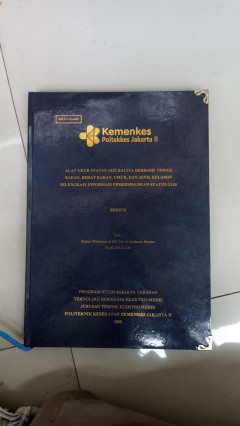 Kemenkes
Poltekkes Jakarta II
ALAT UKUR STATUS GIZI BALITA BERBASIS TINGGI
BADAN, BERAT BADAN, UMUR, DAN JENIS KELAMIN
DILENGKAPI INFORMASI PERKEMBANGAN STATUS GIZI
SKRIPSI
PROGRAM STUDI SARJANA TERAPAN
TEKNOLOGI REKAYASA ELEKTRO-MEDIS
JURUSAN TEKNIK ELEKTROMEDIS
POLITEKNIK KESEHATAN KEMENKES JAKARTA II